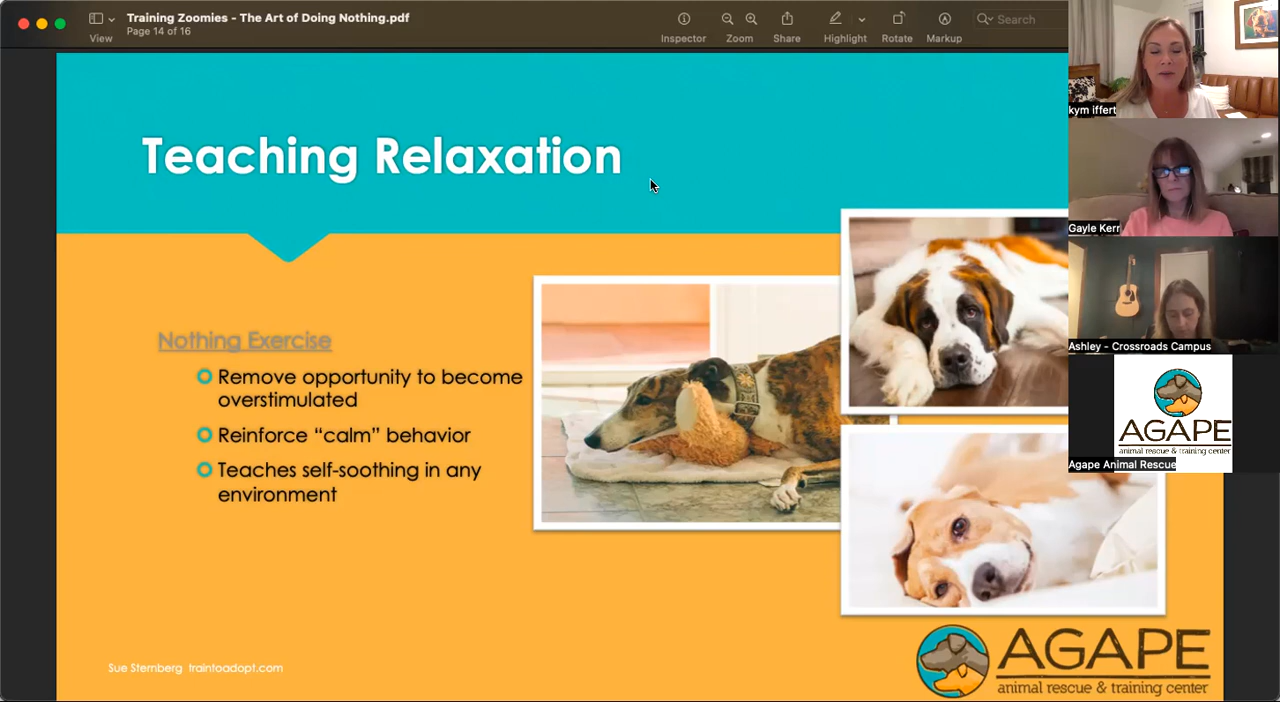 Training Zoomies - The Art of Doing Nothing.pdf
Page 14 of 16
View
Inspector
Zoom
Share
Highlight
Rotate
Markup
Search
Teaching Relaxation
Nothing Exercise
Remove opportunity to become
overstimulated
Reinforce “calm” behavior
Teaches self-soothing in any
environment
Sue Sternberg traintoadopt.com
AGAPE
animal rescue & training center
kym iffert
Gayle Kerr
Ashley - Crossroads Campus
AGAPE
animal rescue & training center
Agape Animal Rescue